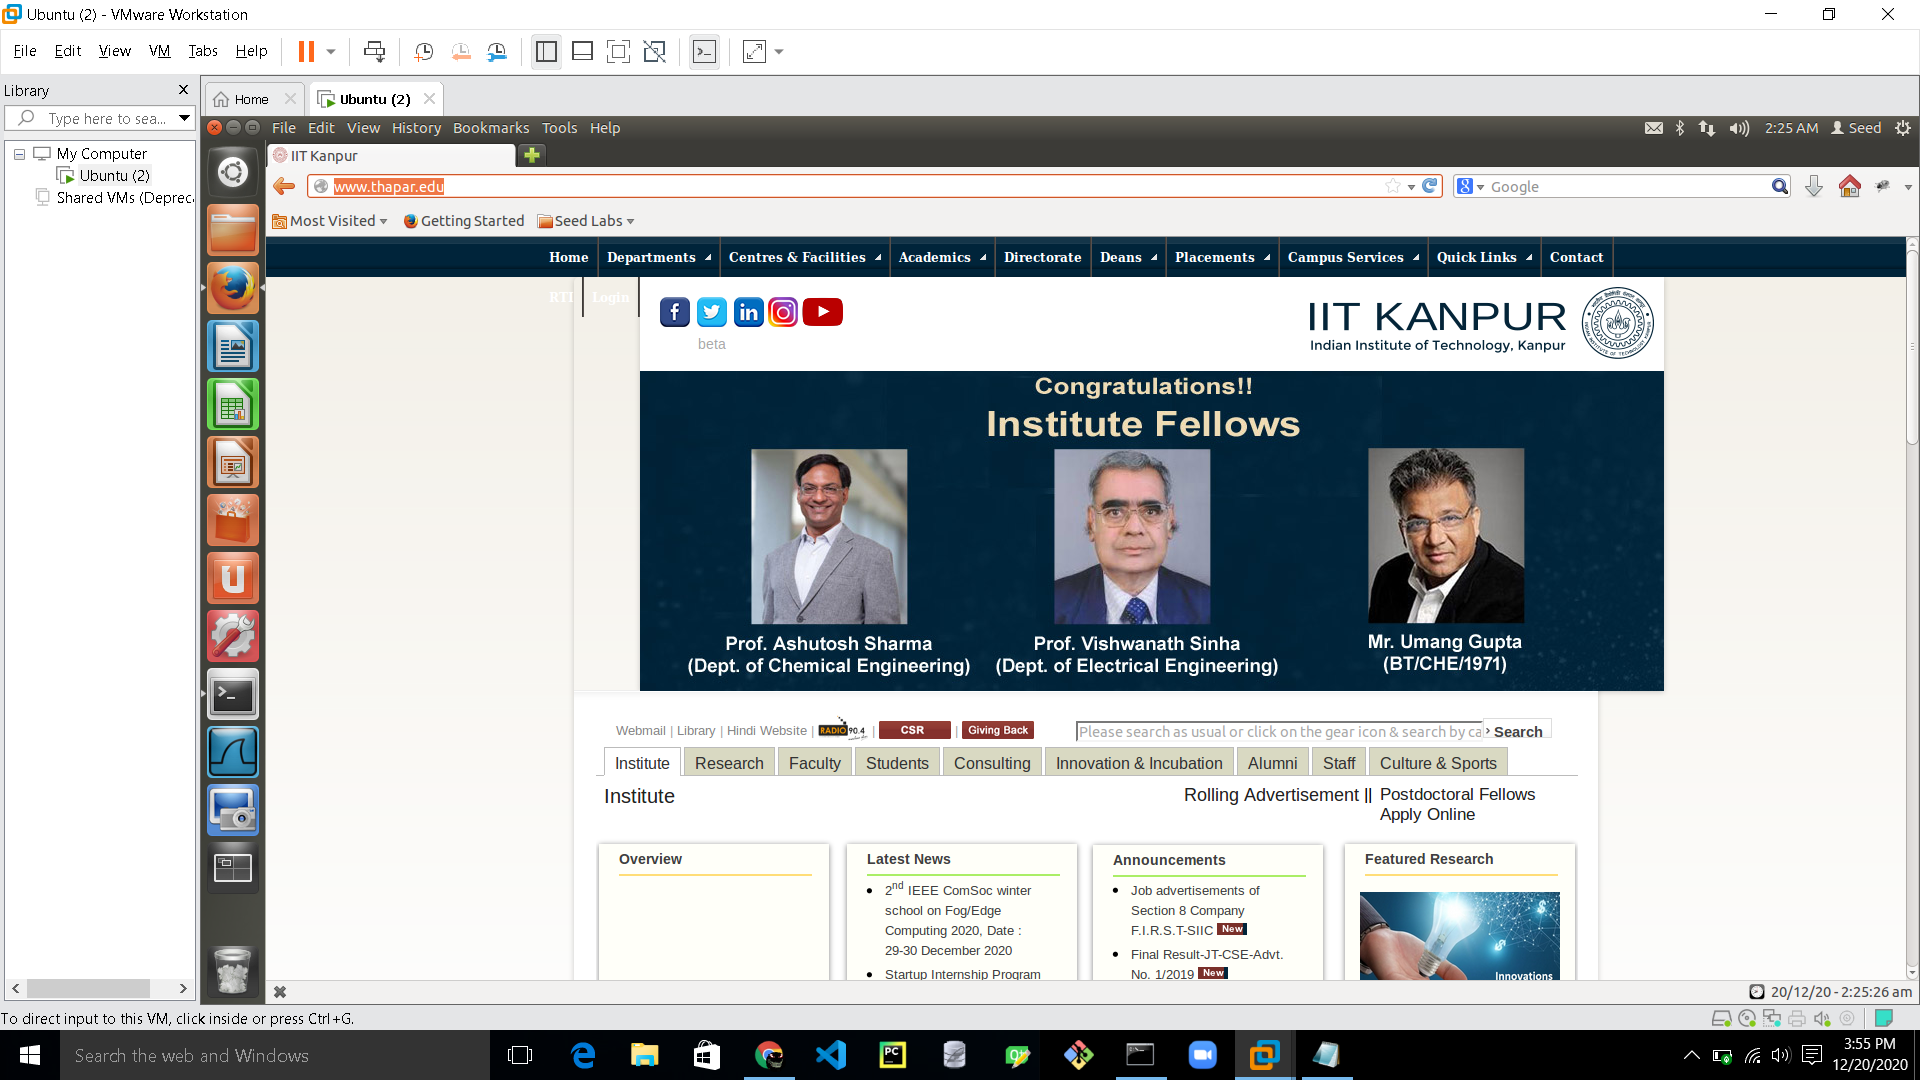 Ubuntu (2) - VMware Workstation
File Edit View VM Tabs Help
Library
Home
Ubuntu (2)
Type here to sea...
File Edit View History Bookmarks Tools Help
2:25 AM Seed
My Computer
Ubuntu (2)
Shared VMs (Depreca
IIT Kanpur
www.thapar.edu
Google
Most Visited Getting Started Seed Labs
Home Departments Centres & Facilities Academics Directorate Deans Placements Campus Services Quick Links Contact
RTI Login
beta
IIT KANPUR
Indian Institute of Technology, Kanpur
Congratulations!!
Institute Fellows
Prof. Ashutosh Sharma
(Dept. of Chemical Engineering)
Prof. Vishwanath Sinha
(Dept. of Electrical Engineering)
Mr. Umang Gupta
(BT/CHE/1971)
Webmail | Library | Hindi Website | RADIO 90.4 | CSR | Giving Back
Please search as usual or click on the gear icon & search by ca
Search
Institute Research Faculty Students Consulting Innovation & Incubation Alumni Staff Culture & Sports
Institute
Rolling Advertisement || Postdoctoral Fellows
Apply Online
Overview
Latest News
2nd IEEE ComSoc winter
school on Fog/Edge
Computing 2020, Date :
29-30 December 2020
Startup Internship Program
Announcements
Job advertisements of
Section 8 Company
F.I.R.S.T-SIIC New
Final Result-JT-CSE-Advt.
No. 1/2019 New
Featured Research
Innovations
20/12/20 - 2:25:26 am
To direct input to this VM, click inside or press Ctrl+G.
Search the web and Windows
3:55 PM
12/20/2020